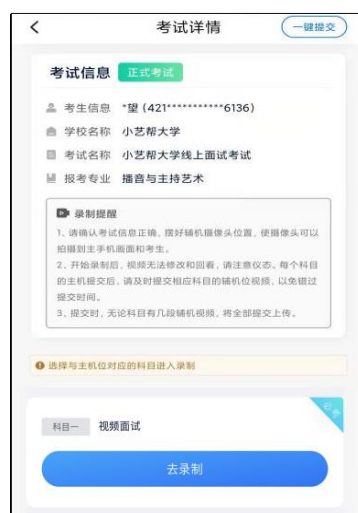 考试详情
一键提交
考试信息 正式考试
考生信息 *望 (421***********6136)
学校名称 小艺帮大学
考试名称 小艺帮大学线上面试考试
报考专业 播音与主持艺术
录制提醒
1、请确认考试信息正确，摆好辅机摄像头位置，使摄像头可以
拍摄到主手机画面和考生。
2、开始录制后，视频无法修改和回看，请注意仪态。每个科目
的主机提交后，请及时提交相应科目的辅机位视频，以免错过
提交时间。
3、提交时，无论科目有几段辅机视频，将全部提交上传。
选择与主机位对应的科目进入录制
必考
科目一 视频面试
去录制